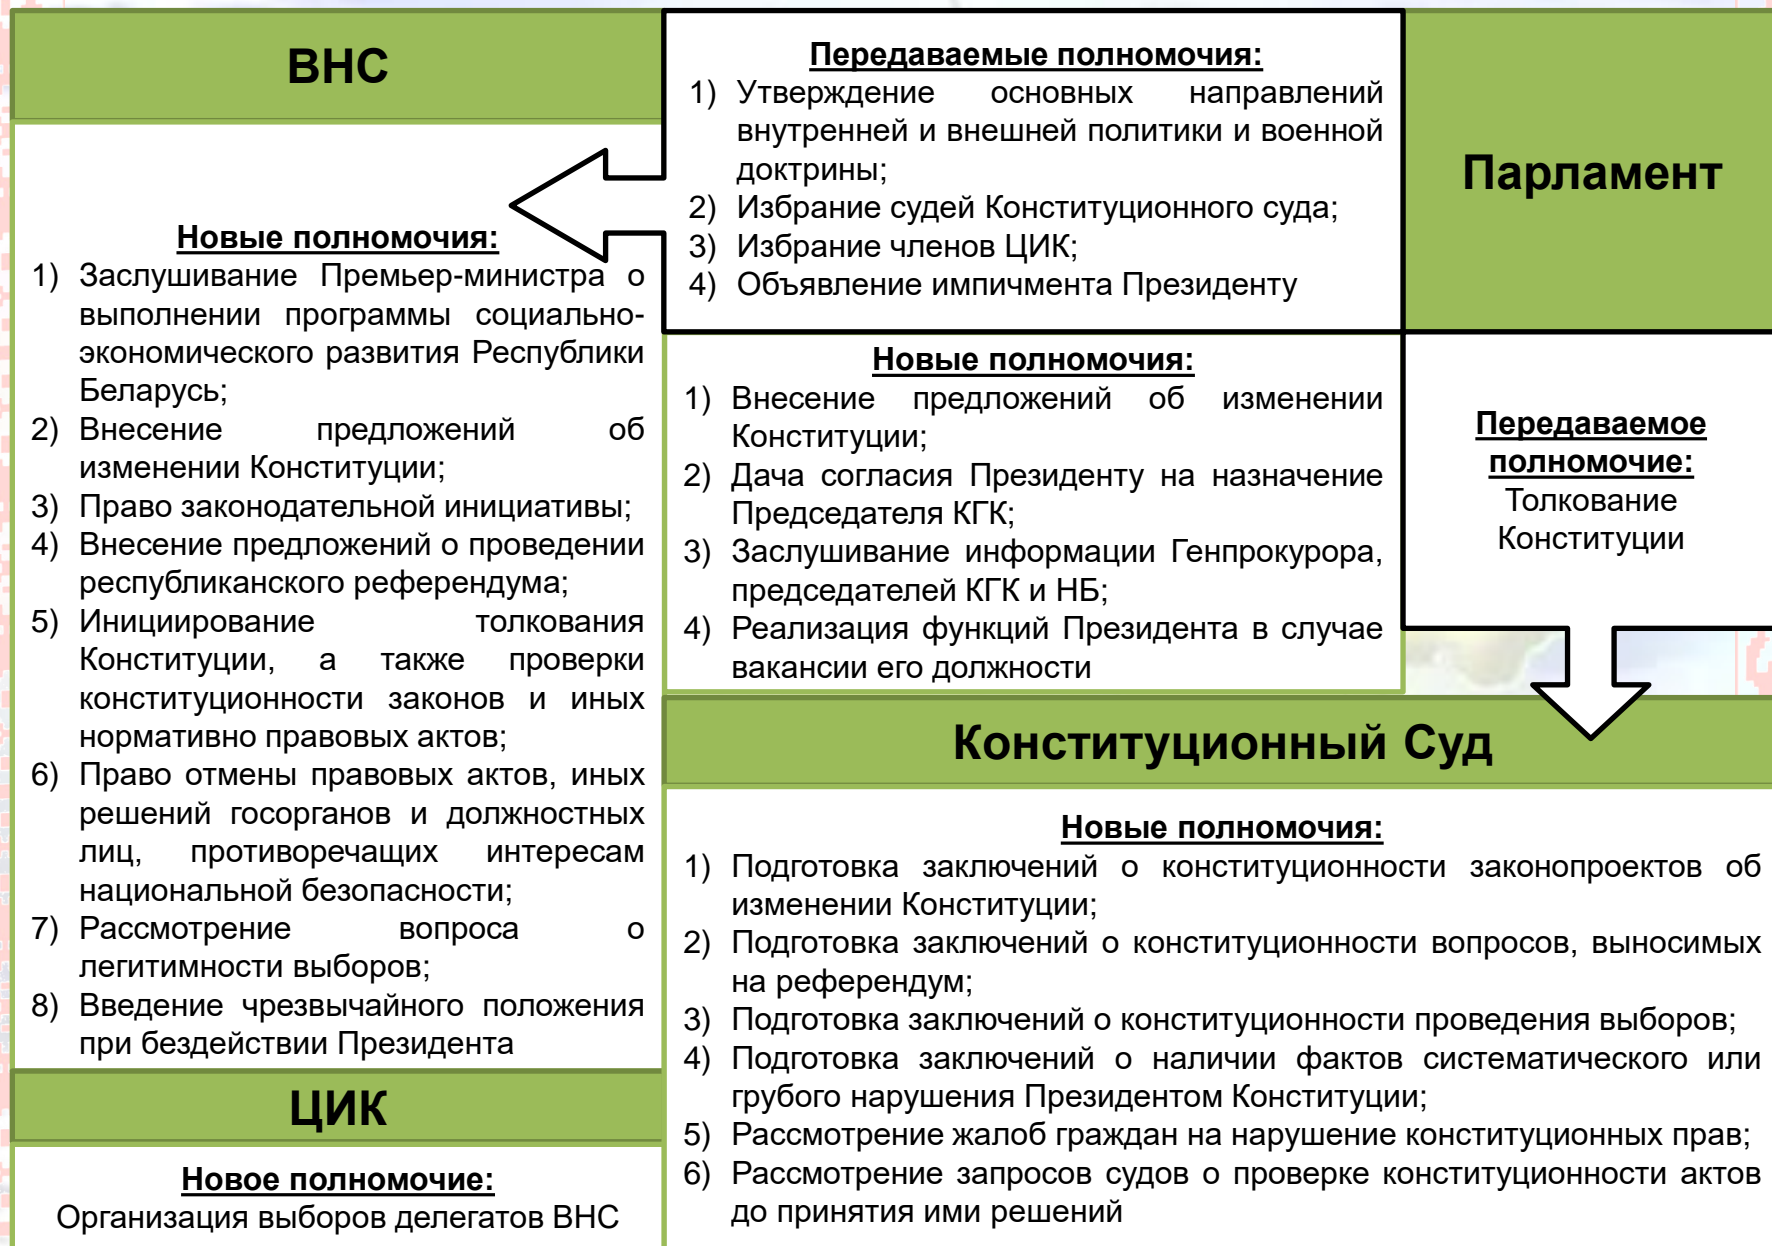 ВНС
Новые полномочия:
1) Заслушивание Премьер-министра о
выполнении программы социально-
экономического развития Республики
Беларусь;
2) Внесение предложений об
изменении Конституции;
3) Право законодательной инициативы;
4) Внесение предложений о проведении
республиканского референдума;
5) Инициирование толкования
Конституции, а также проверки
конституционности законов и иных
нормативно правовых актов;
6) Право отмены правовых актов, иных
решений госорганов и должностных
лиц, противоречащих интересам
национальной безопасности;
7) Рассмотрение вопроса о
легитимности выборов;
8) Введение чрезвычайного положения
при бездействии Президента
ЦИК
Новое полномочие:
Организация выборов делегатов ВНС
Передаваемые полномочия:
1) Утверждение основных направлений
внутренней и внешней политики и военной
доктрины;
2) Избрание судей Конституционного суда;
3) Избрание членов ЦИК;
4) Объявление импичмента Президенту
Парламент
Новые полномочия:
1) Внесение предложений об изменении
Конституции;
2) Дача согласия Президенту на назначение
Председателя КГК;
3) Заслушивание информации Генпрокурора,
председателей КГК и НБ;
4) Реализация функций Президента в случае
вакансии его должности
Передаваемое
полномочие:
Толкование
Конституции
Конституционный Суд
Новые полномочия:
1) Подготовка заключений о конституционности законопроектов об
изменении Конституции;
2) Подготовка заключений о конституционности вопросов, выносимых
на референдум;
3) Подготовка заключений о конституционности проведения выборов;
4) Подготовка заключений о наличии фактов систематического или
грубого нарушения Президентом Конституции;
5) Рассмотрение жалоб граждан на нарушение конституционных прав;
6) Рассмотрение запросов судов о проверке конституционности актов
до принятия ими решений